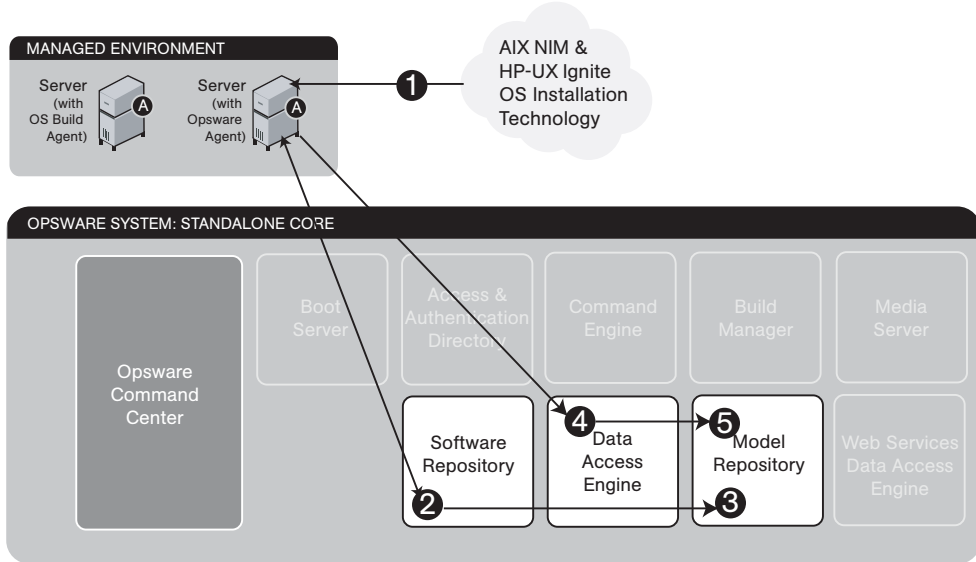 MANAGED ENVIRONMENT
Server
(with
OS Build
Agent)
A
Server
(with
Opsware
Agent)
A
1
AIX NIM &
HP-UX Ignite
OS Installation
Technology
OPSWARE SYSTEM: STANDALONE CORE
Opsware
Command
Center
Boot
Server
Access &
Authentication
Directory
Command
Engine
Build
Manager
Media
Server
Software
Repository
2
4
Data
Access
Engine
5
Model
Repository
3
Web Services
Data Access
Engine